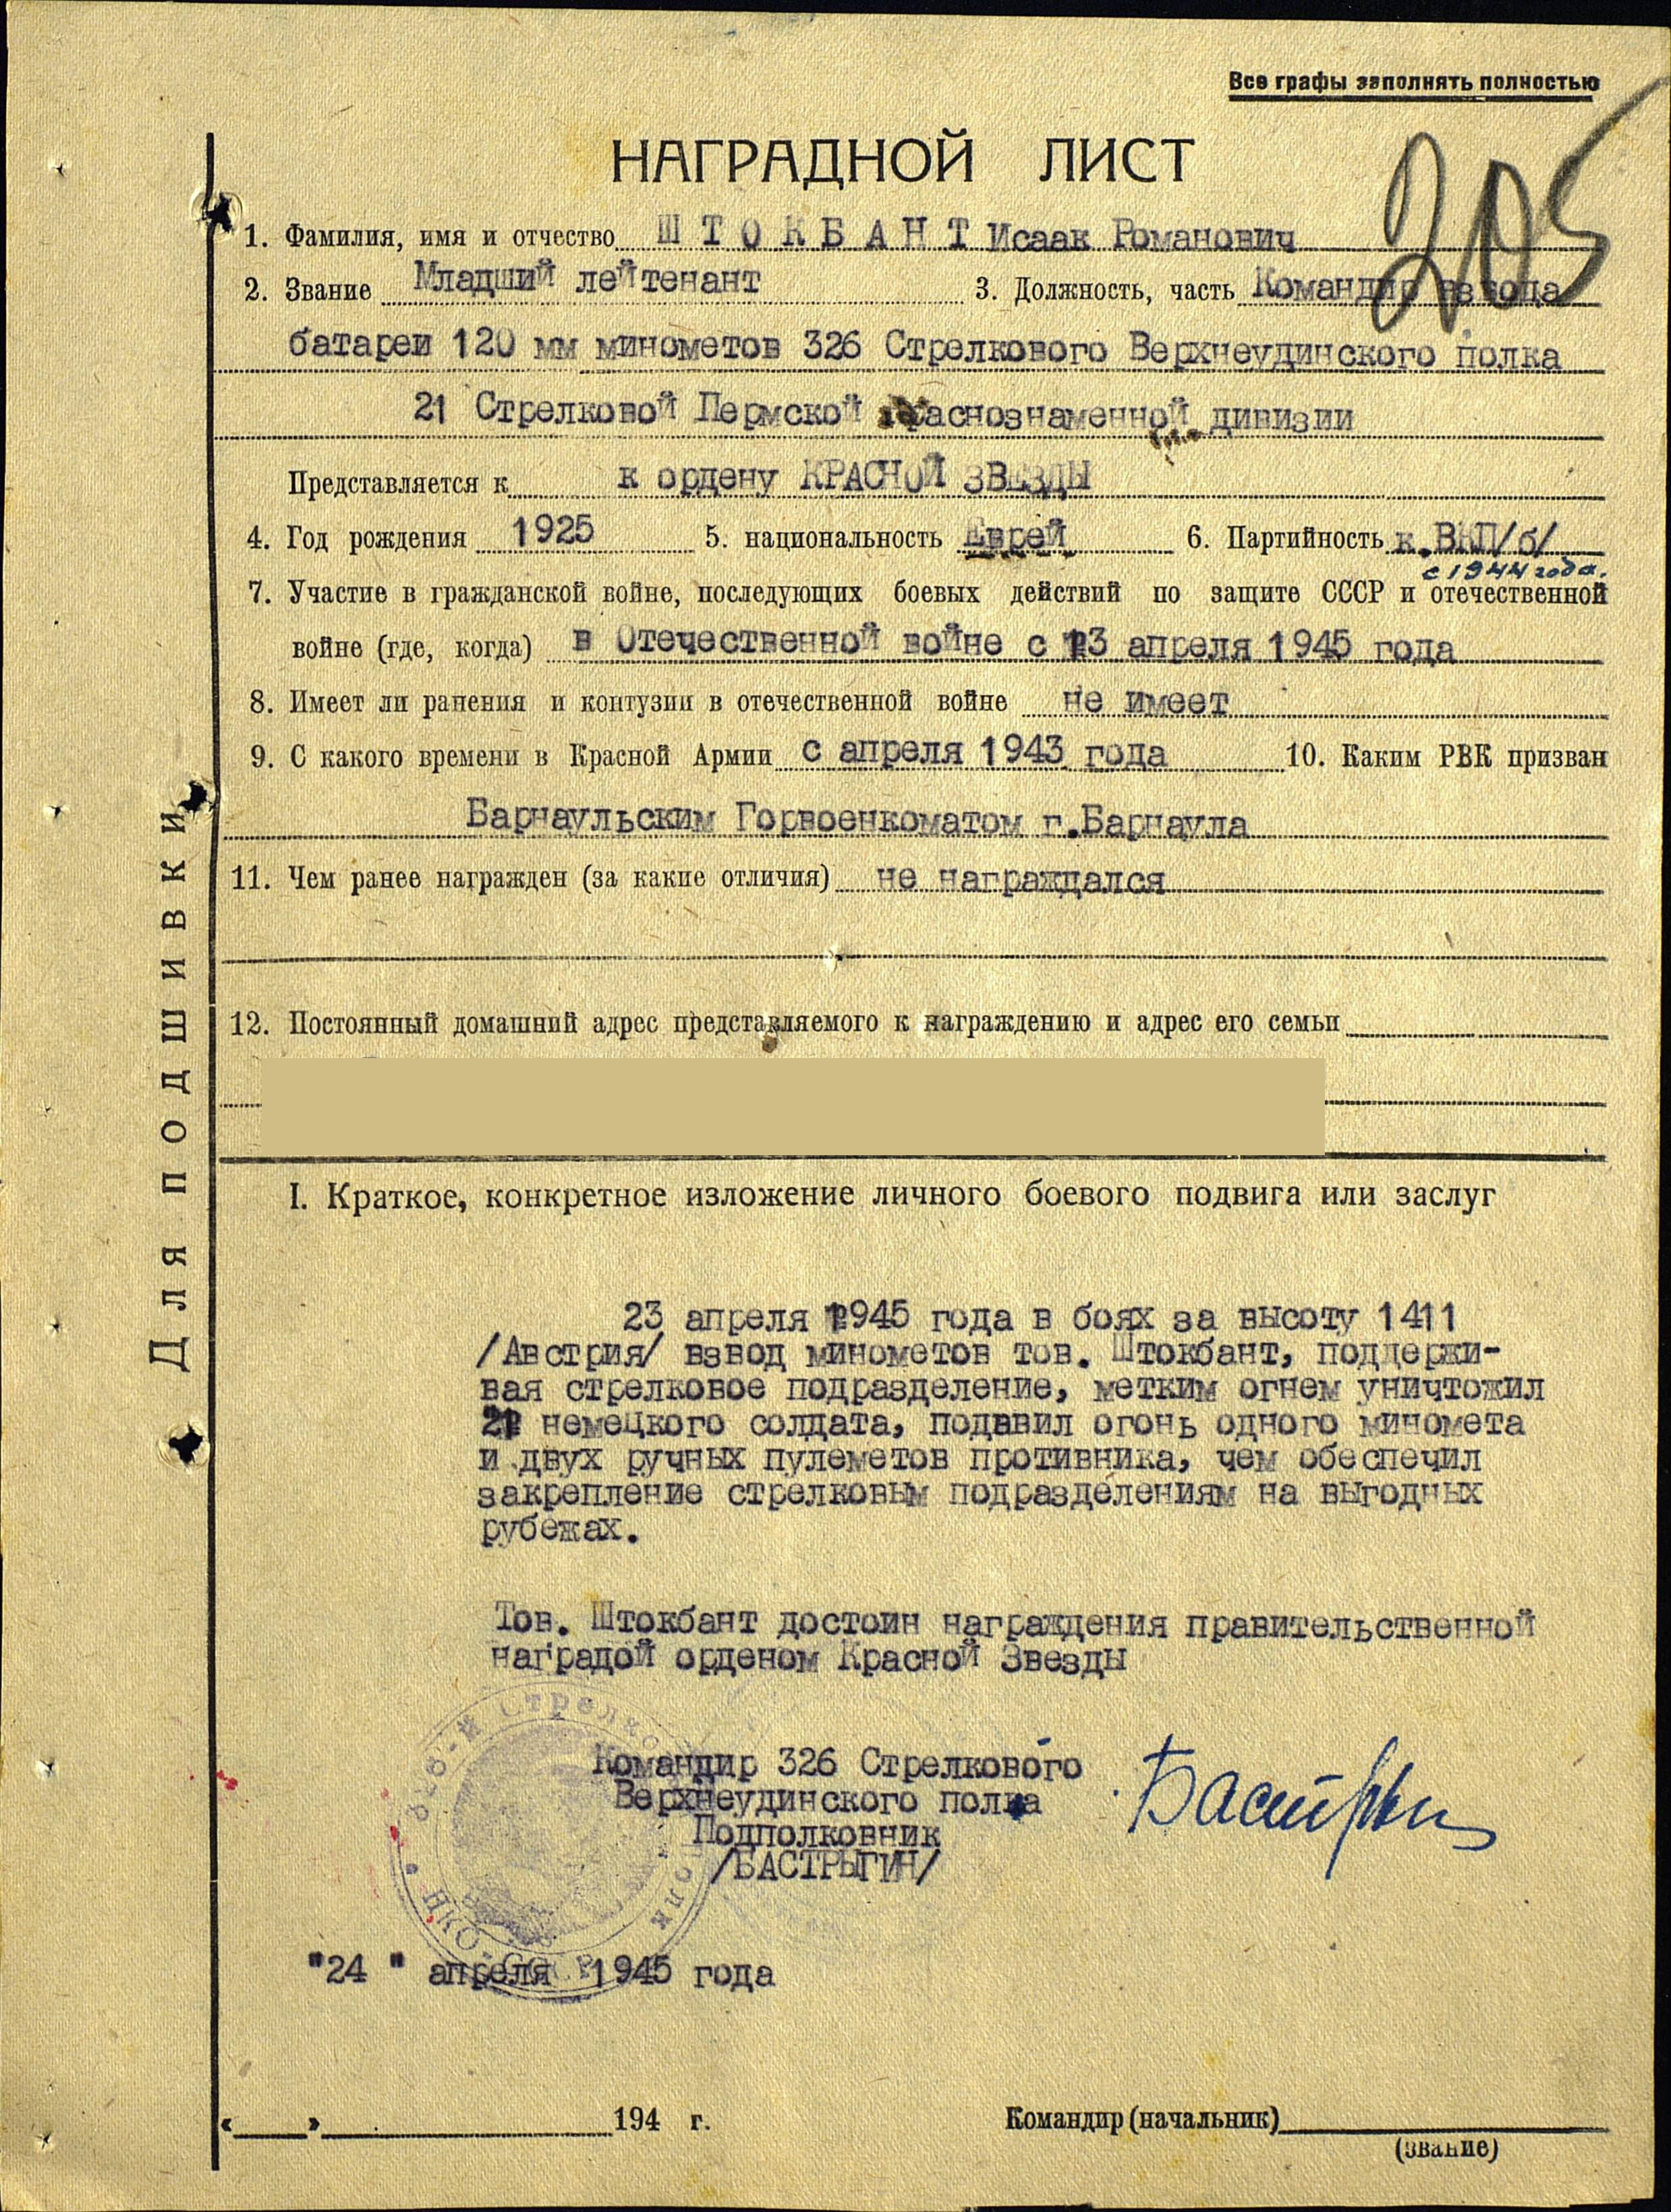 Все графы заполнять полностью
205
НАГРАДНОЙ ЛИСТ
1. Фамилия, имя и отчество ШТОКБАНТ Исаак Романович
2. Звание Младший лейтенант 3. Должность, часть Командир взвода
батареи 120 мм минометов 326 Стрелкового Верхнеудинского полка
21 Стрелковой Пермской Краснознаменной дивизии
Представляется к к ордену КРАСНОЙ ЗВЕЗДЫ
4. Год рождения 1925 5. национальность Еврей 6. Партийность к.ВКП/б/
с 1944 года.
7. Участие в гражданской войне, последующих боевых действий по защите СССР и отечественной
войне (где, когда) в Отечественной войне с 13 апреля 1945 года
8. Имеет ли ранения и контузии в отечественной войне не имеет
9. С какого времени в Красной Армии с апреля 1943 года 10. Каким РВК призван
Барнаульским Горвоенкоматом г.Барнаула
11. Чем ранее награжден (за какие отличия) не награждался
12. Постоянный домашний адрес представляемого к награждению и адрес его семьи
Для подшивки
I. Краткое, конкретное изложение личного боевого подвига или заслуг
23 апреля 1945 года в боях за высоту 1411
/Австрия/ взвод минометов тов. Штокбант, поддержи-
вая стрелковое подразделение, метким огнем уничтожил
21 немецкого солдата, подавил огонь одного миномета
и двух ручных пулеметов противника, чем обеспечил
закрепление стрелковым подразделениям на выгодных
рубежах.
Тов. Штокбант достоин награждения правительственной
наградой орденом Красной Звезды
Командир 326 Стрелкового
Верхнеудинского полка
Подполковник
/БАСТРЫГИН/
Бастрыгин
326-й Стрелковый полк
НКО-СССР
"24 " апреля 1945 года
« » 194 г. Командир (начальник)
(звание)